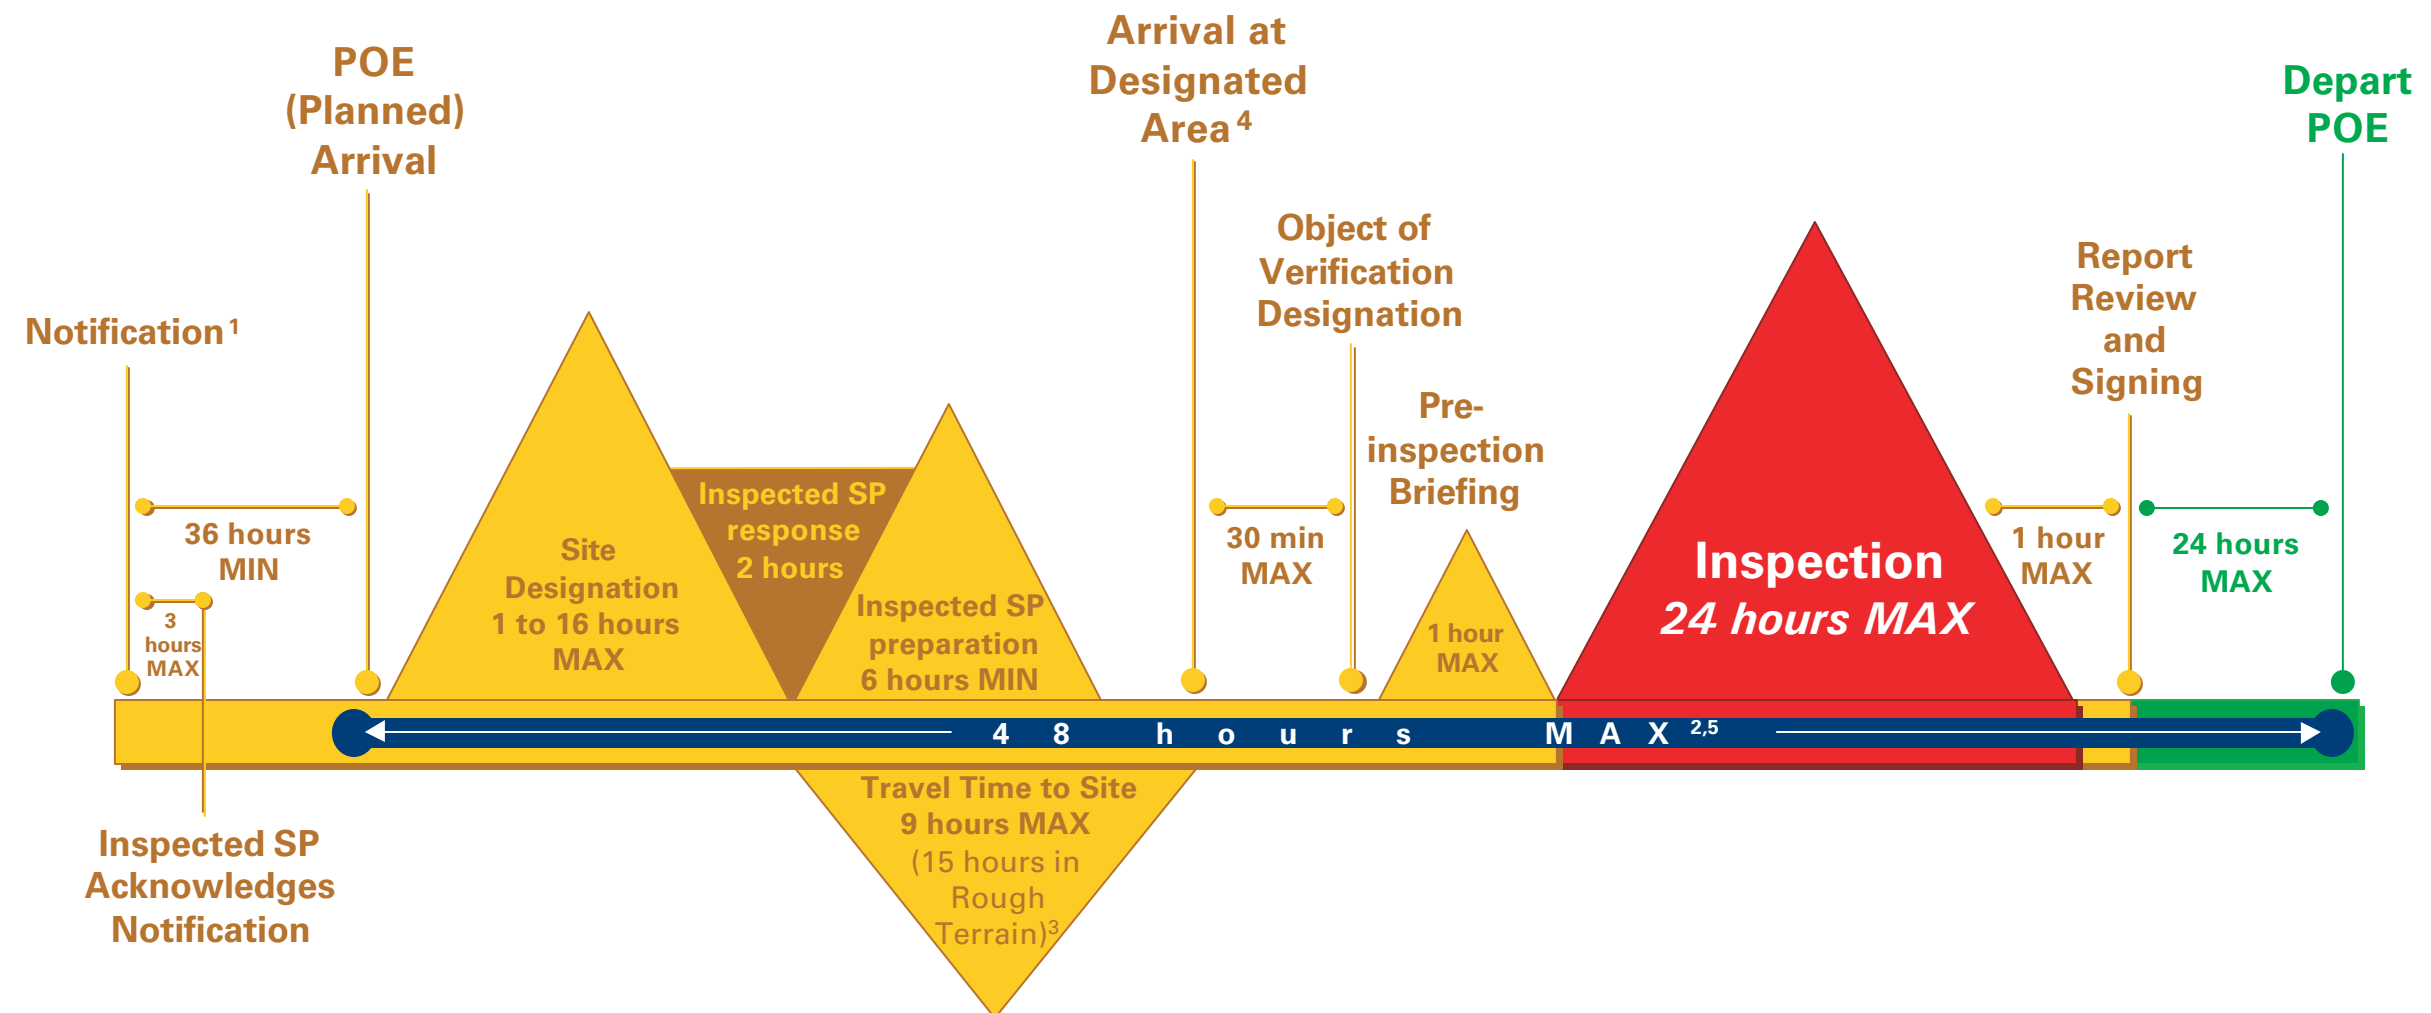 Notification 1
36 hours
MIN
3
hours
MAX
Inspected SP
Acknowledges
Notification
POE
(Planned)
Arrival
Site
Designation
1 to 16 hours
MAX
Inspected SP
response
2 hours
Inspected SP
preparation
6 hours MIN
Travel Time to Site
9 hours MAX
(15 hours in
Rough
Terrain)3
Arrival at
Designated
Area 4
30 min
MAX
Object of
Verification
Designation
Pre-
inspection
Briefing
1 hour
MAX
Inspection
24 hours MAX
1 hour
MAX
Report
Review
and
Signing
24 hours
MAX
Depart
POE
48 hours MAX 2,5